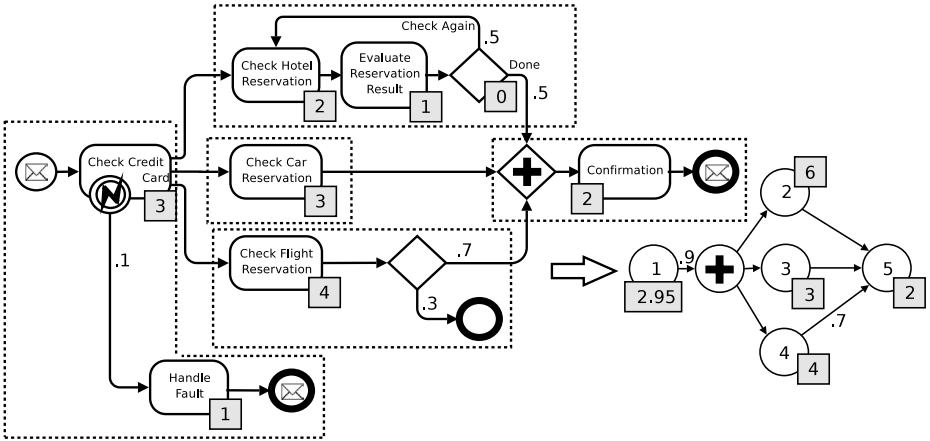 Check Again
.5
Check Hotel
Reservation
2
Evaluate
Reservation
Result
1
0
Done
.5
Check Credit
Card
3
Check Car
Reservation
3
Confirmation
2
Check Flight
Reservation
4
.7
.3
.1
Handle
Fault
1
1
2.95
.9
2
6
3
3
4
4
.7
5
2